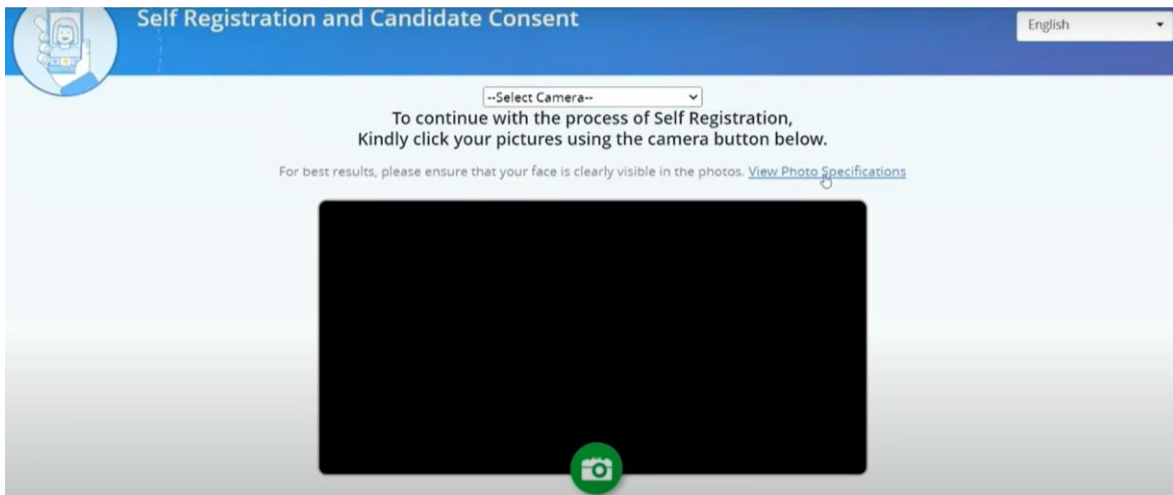 Self Registration and Candidate Consent
English
--Select Camera--
To continue with the process of Self Registration,
Kindly click your pictures using the camera button below.
For best results, please ensure that your face is clearly visible in the photos. View Photo Specifications